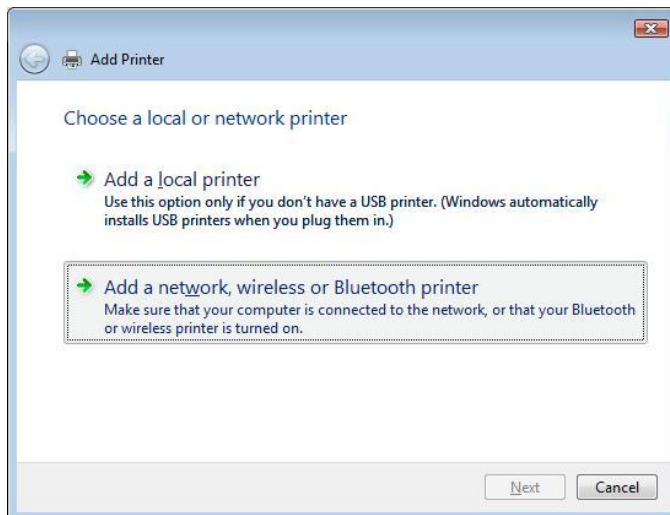 Add Printer
Choose a local or network printer
Add a local printer
Use this option only if you don't have a USB printer. (Windows automatically
installs USB printers when you plug them in.)
Add a network, wireless or Bluetooth printer
Make sure that your computer is connected to the network, or that your Bluetooth
or wireless printer is turned on.
Next Cancel